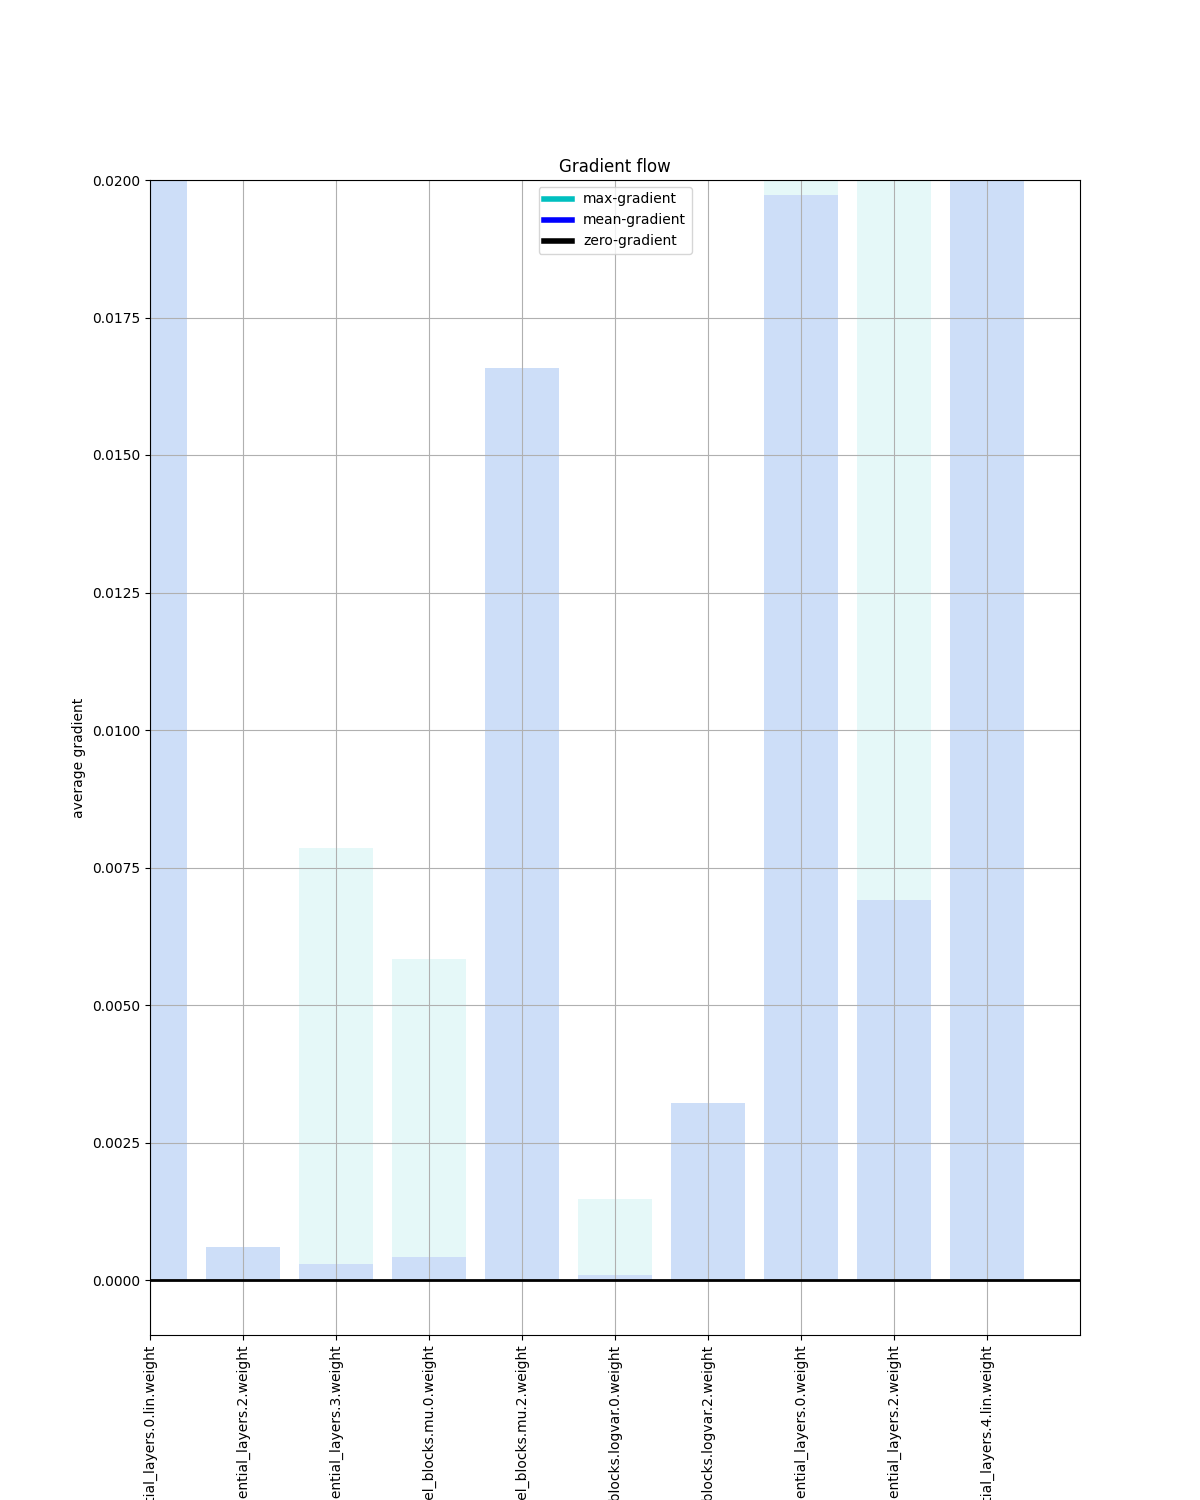 Gradient flow
max-gradient
mean-gradient
zero-gradient
average gradient
0.0200
0.0175
0.0150
0.0125
0.0100
0.0075
0.0050
0.0025
0.0000
tial_layers.0.lin.weight
ential_layers.2.weight
ential_layers.3.weight
el_blocks.mu.0.weight
el_blocks.mu.2.weight
blocks.logvar.0.weight
blocks.logvar.2.weight
ential_layers.0.weight
ential_layers.2.weight
tial_layers.4.lin.weight